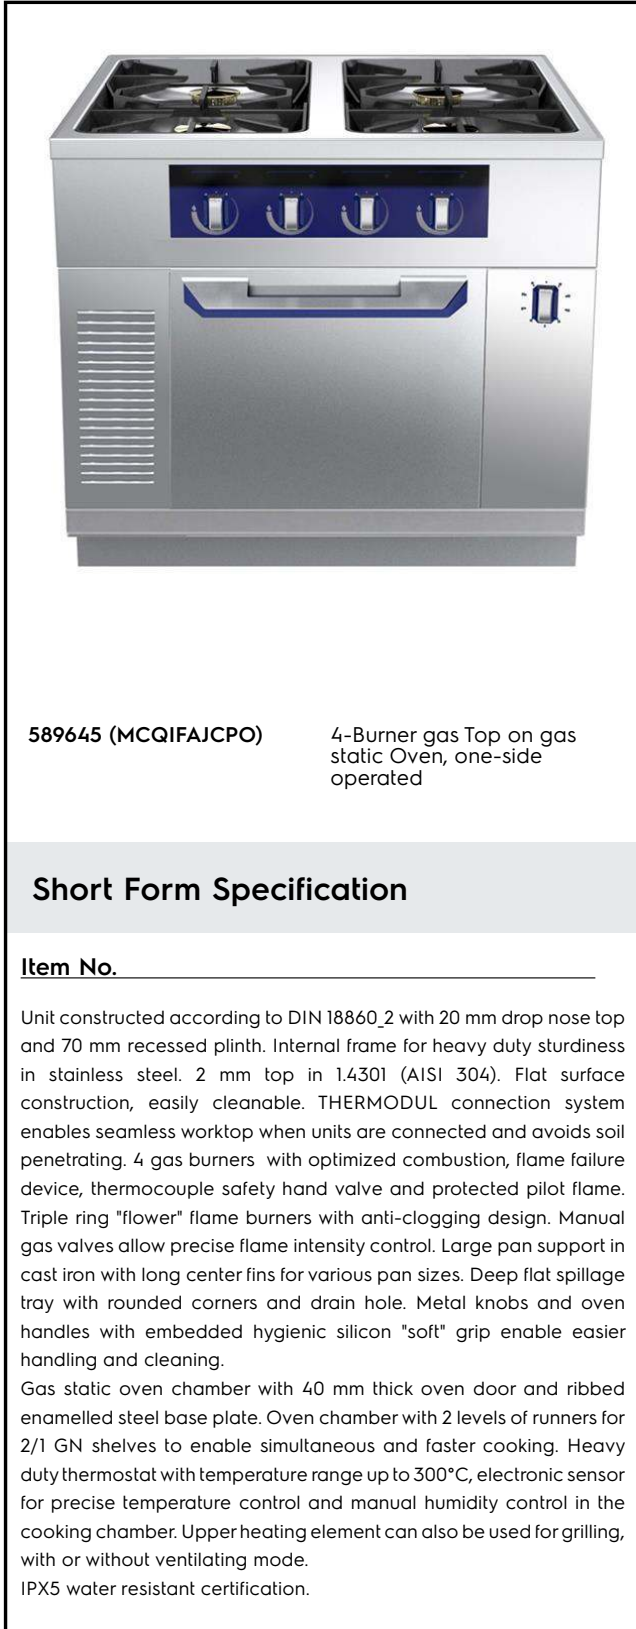 589645 (MCQIFAJCPO)
4-Burner gas Top on gas
static Oven, one-side
operated
Short Form Specification
Item No.
Unit constructed according to DIN 18860_2 with 20 mm drop nose top
and 70 mm recessed plinth. Internal frame for heavy duty sturdiness
in stainless steel. 2 mm top in 1.4301 (AISI 304). Flat surface
construction, easily cleanable. THERMODUL connection system
enables seamless worktop when units are connected and avoids soil
penetrating. 4 gas burners with optimized combustion, flame failure
device, thermocouple safety hand valve and protected pilot flame.
Triple ring "flower" flame burners with anti-clogging design. Manual
gas valves allow precise flame intensity control. Large pan support in
cast iron with long center fins for various pan sizes. Deep flat spillage
tray with rounded corners and drain hole. Metal knobs and oven
handles with embedded hygienic silicon "soft" grip enable easier
handling and cleaning.
Gas static oven chamber with 40 mm thick oven door and ribbed
enamelled steel base plate. Oven chamber with 2 levels of runners for
2/1 GN shelves to enable simultaneous and faster cooking. Heavy
duty thermostat with temperature range up to 300°C, electronic sensor
for precise temperature control and manual humidity control in the
cooking chamber. Upper heating element can also be used for grilling,
with or without ventilating mode.
IPX5 water resistant certification.